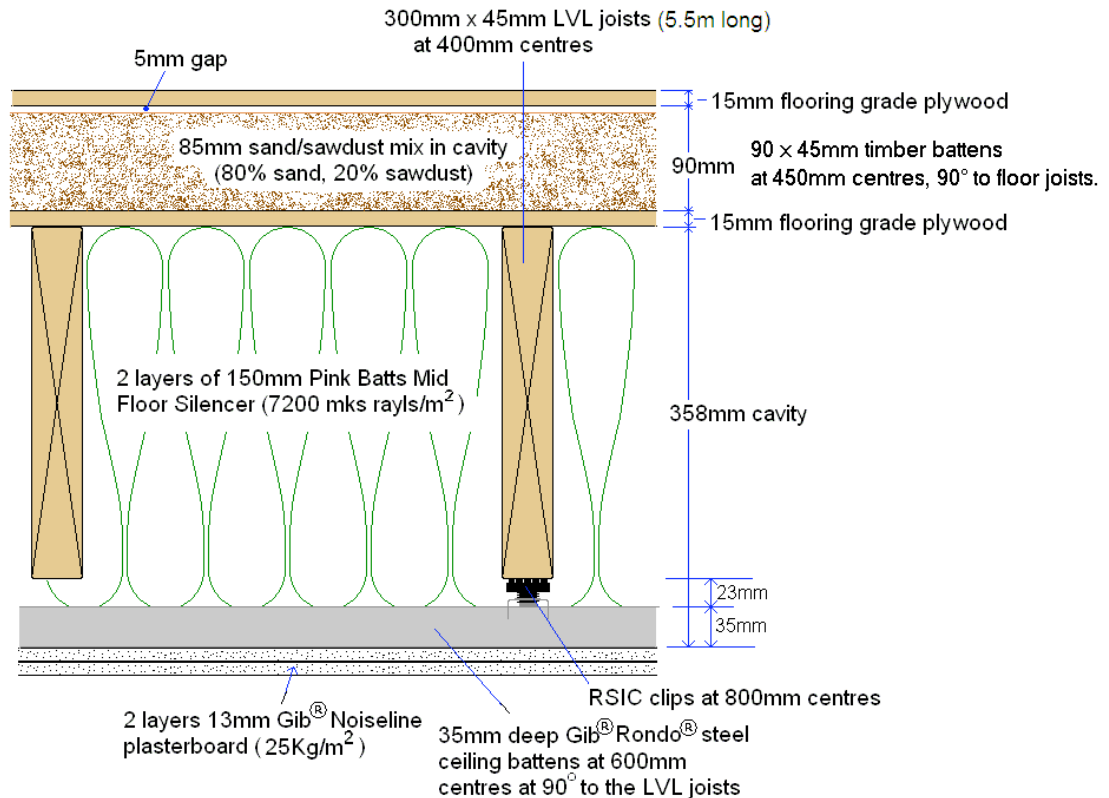 300mm x 45mm LVL joists (5.5m long)
at 400mm centres
5mm gap
15mm flooring grade plywood
85mm sand/sawdust mix in cavity
(80% sand, 20% sawdust)
90mm
90 x 45mm timber battens
at 450mm centres, 90° to floor joists.
15mm flooring grade plywood
2 layers of 150mm Pink Batts Mid
Floor Silencer (7200 mks rayls/m²)
358mm cavity
23mm
35mm
RSIC clips at 800mm centres
2 layers 13mm Gib® Noiseline
plasterboard (25Kg/m²)
35mm deep Gib® Rondo® steel
ceiling battens at 600mm
centres at 90° to the LVL joists